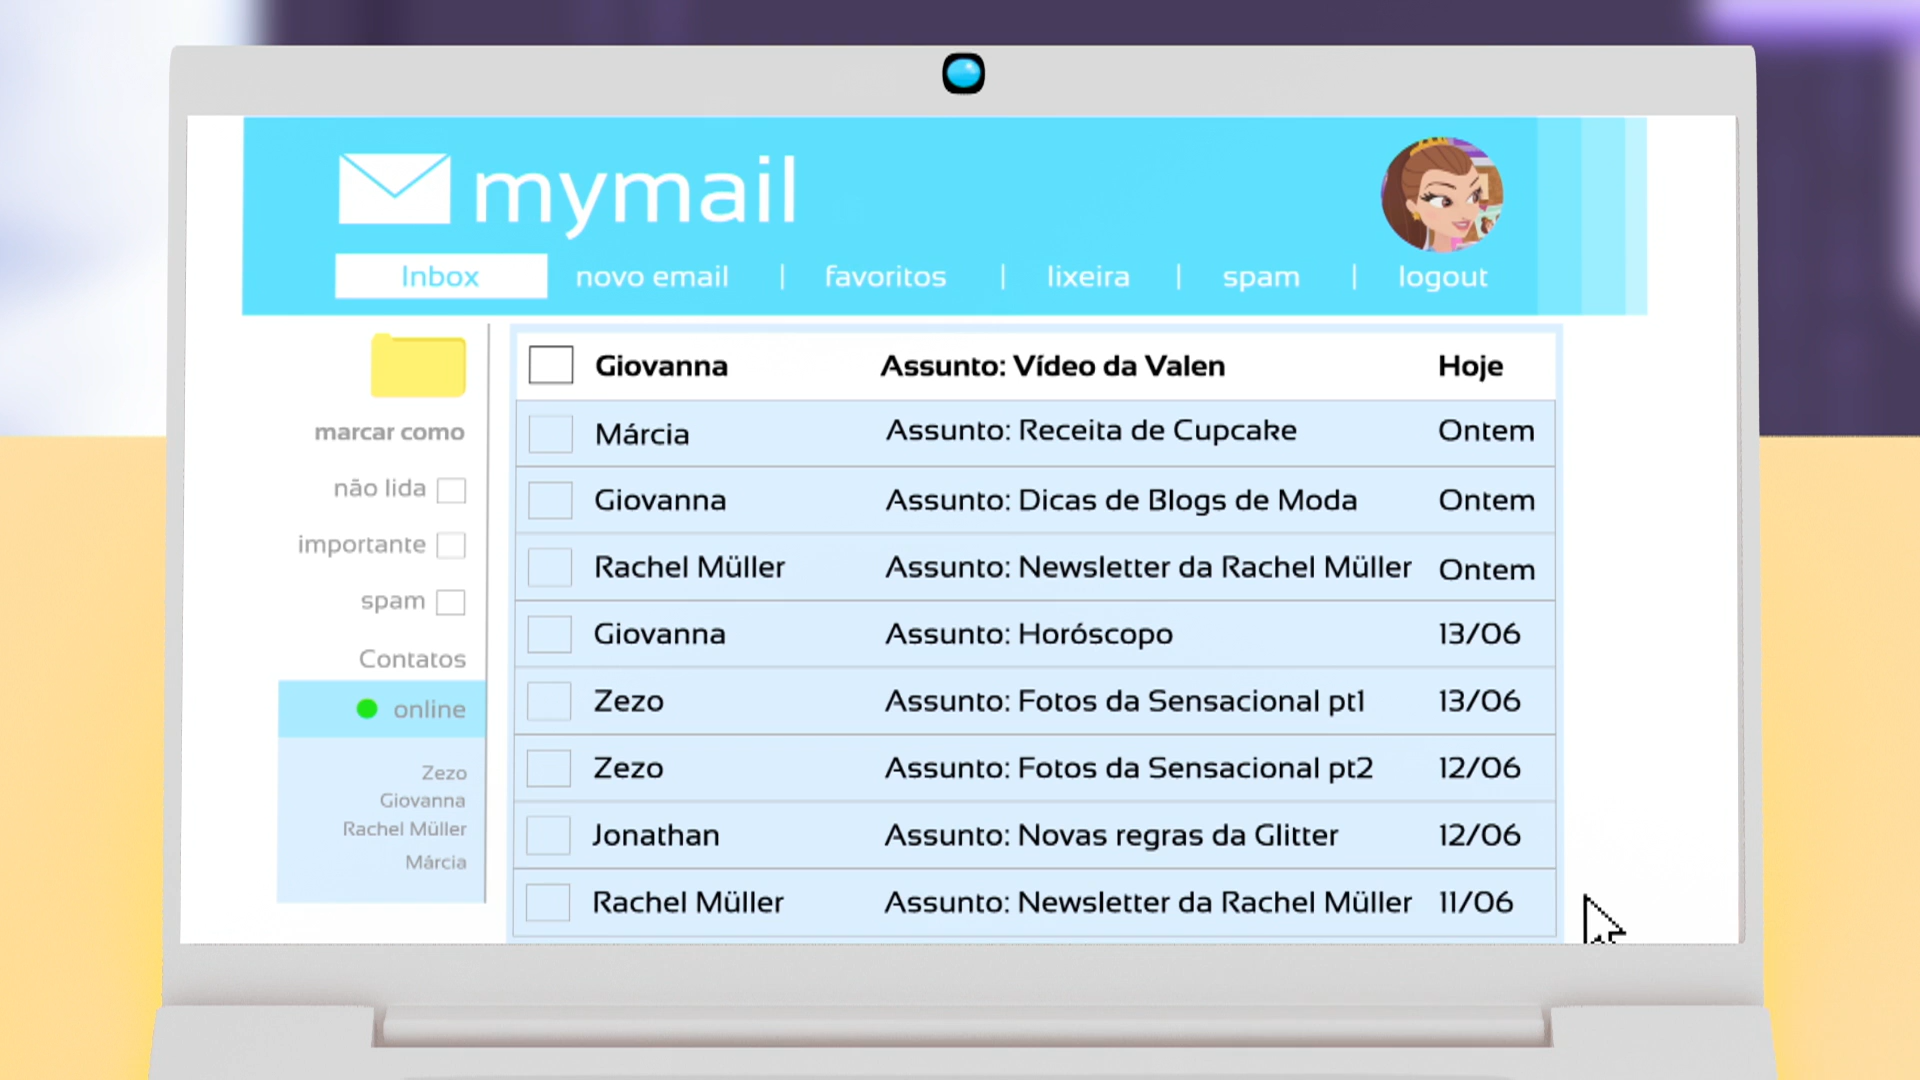 mymail
Inbox novo email | favoritos | lixeira | spam | logout
marcar como
não lida
importante
spam
Contatos
online
Zezo
Giovanna
Rachel Müller
Márcia
Giovanna Assunto: Vídeo da Valen Hoje
Márcia Assunto: Receita de Cupcake Ontem
Giovanna Assunto: Dicas de Blogs de Moda Ontem
Rachel Müller Assunto: Newsletter da Rachel Müller Ontem
Giovanna Assunto: Horóscopo 13/06
Zezo Assunto: Fotos da Sensacional pt1 13/06
Zezo Assunto: Fotos da Sensacional pt2 12/06
Jonathan Assunto: Novas regras da Glitter 12/06
Rachel Müller Assunto: Newsletter da Rachel Müller 11/06